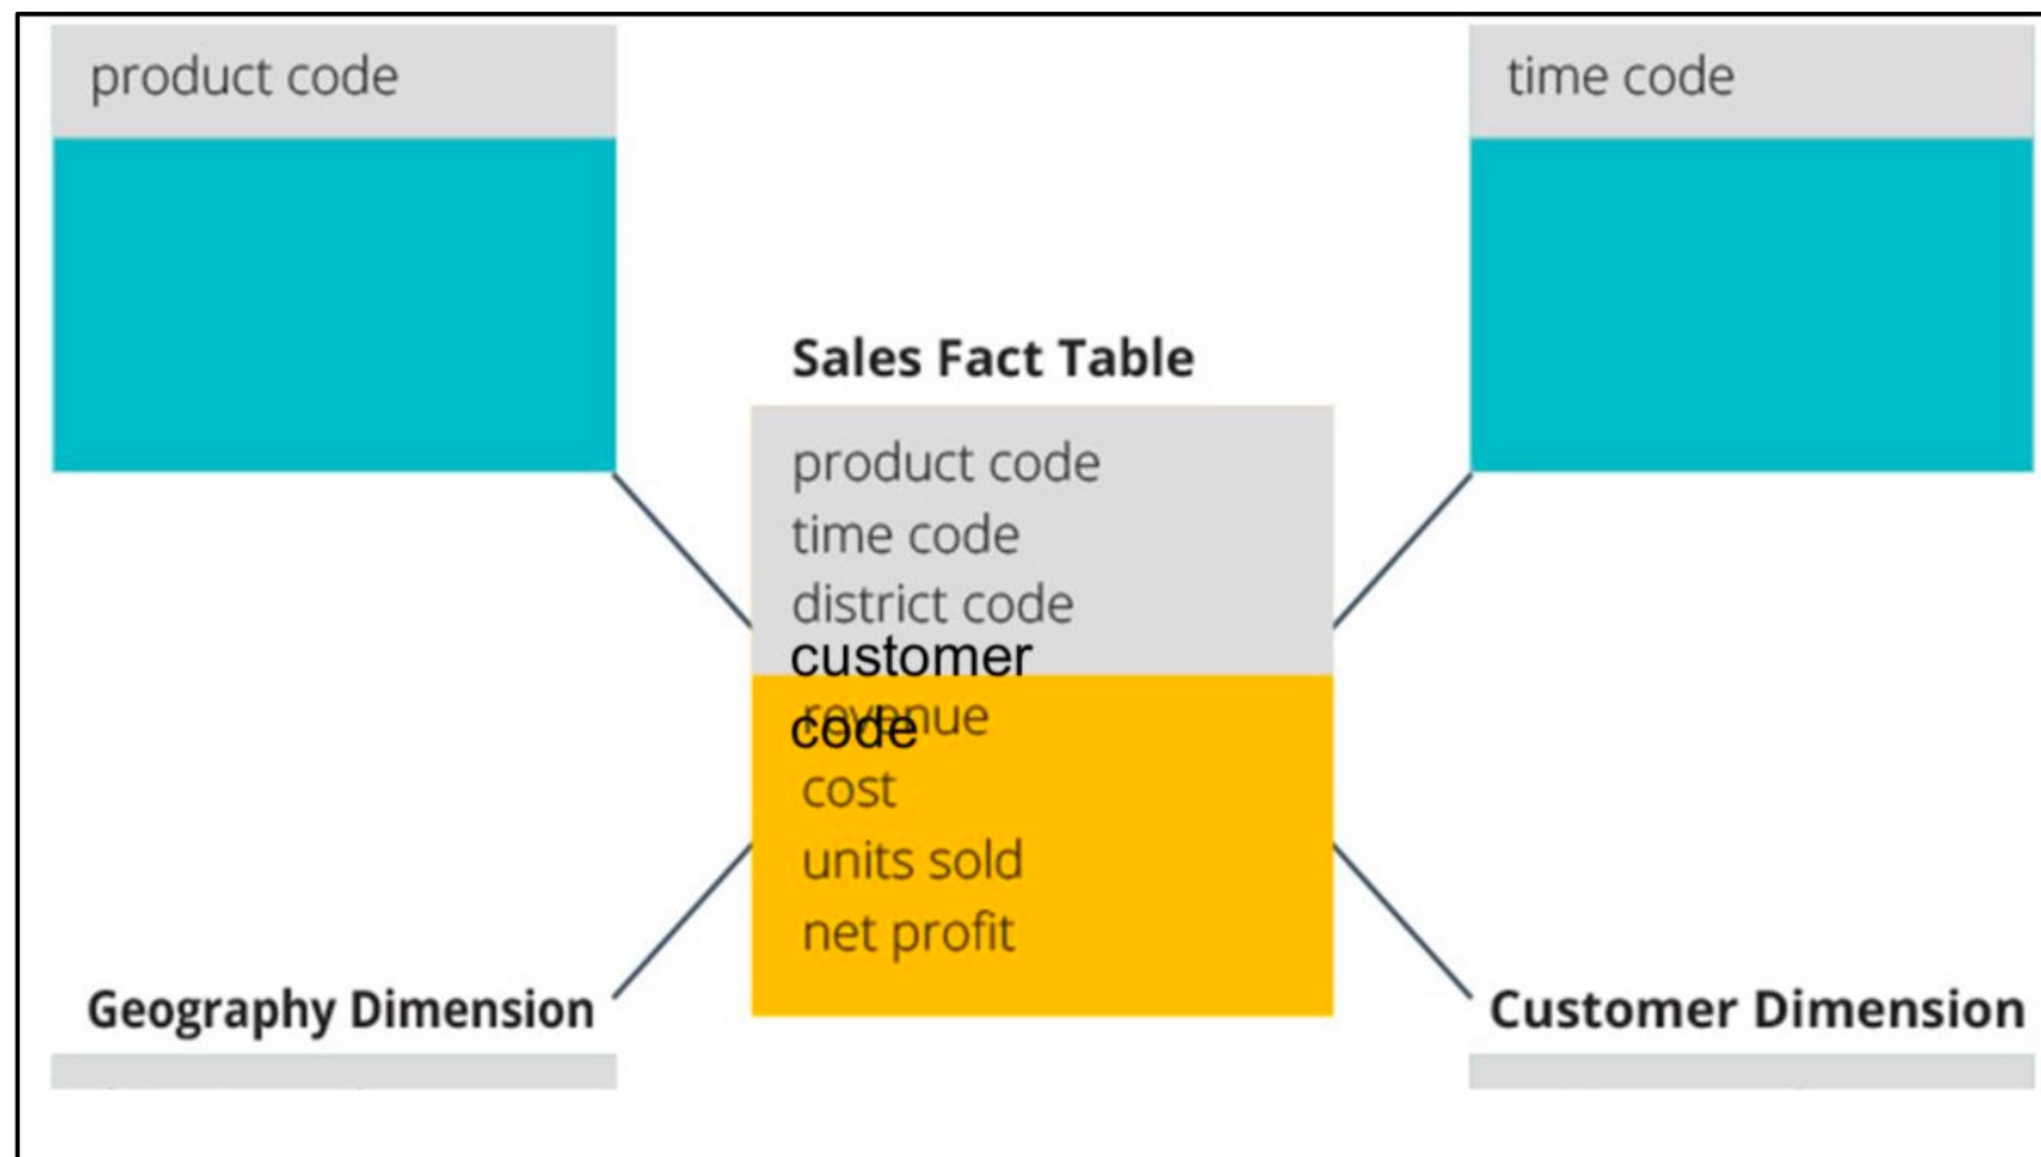 product code
time code
Sales Fact Table
product code
time code
district code
customer
revenue
code
cost
units sold
net profit
Geography Dimension
Customer Dimension